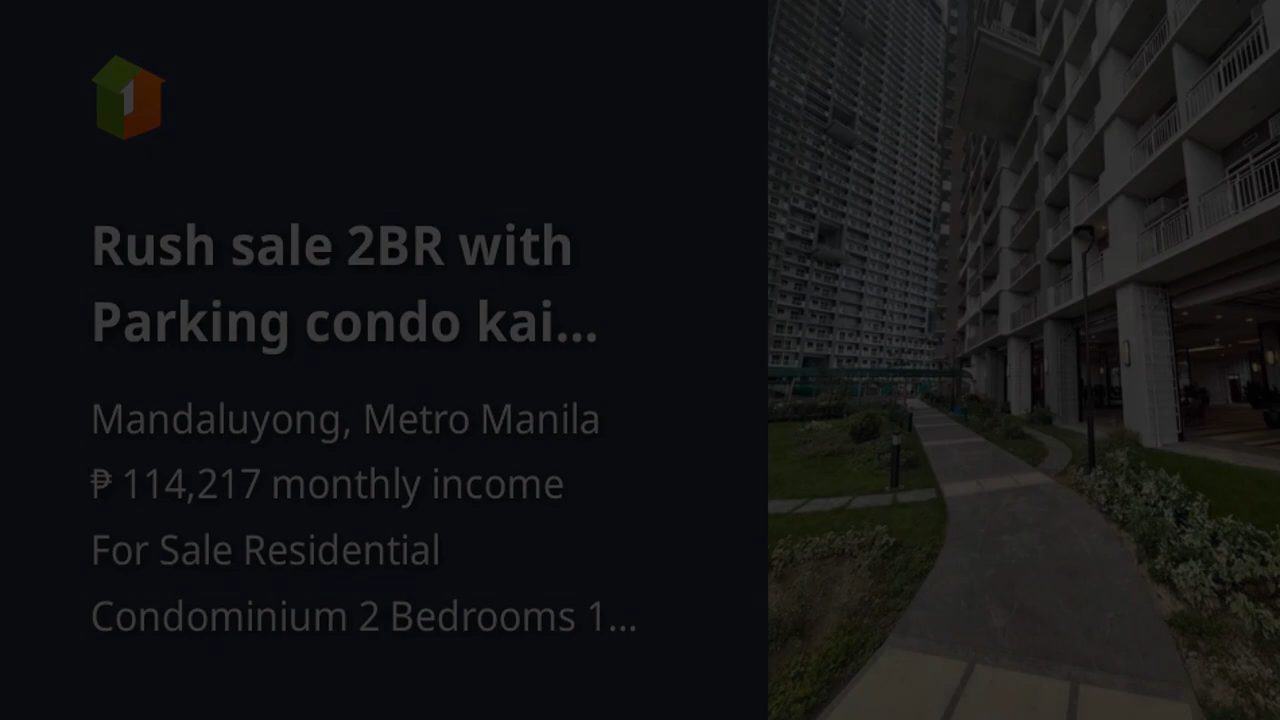 Rush sale 2BR with
Parking condo kai...
Mandaluyong, Metro Manila
₱ 114,217 monthly income
For Sale Residential
Condominium 2 Bedrooms 1...